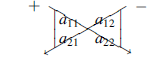 + −
a₁₁ a₁₂
a₂₁ a₂₂